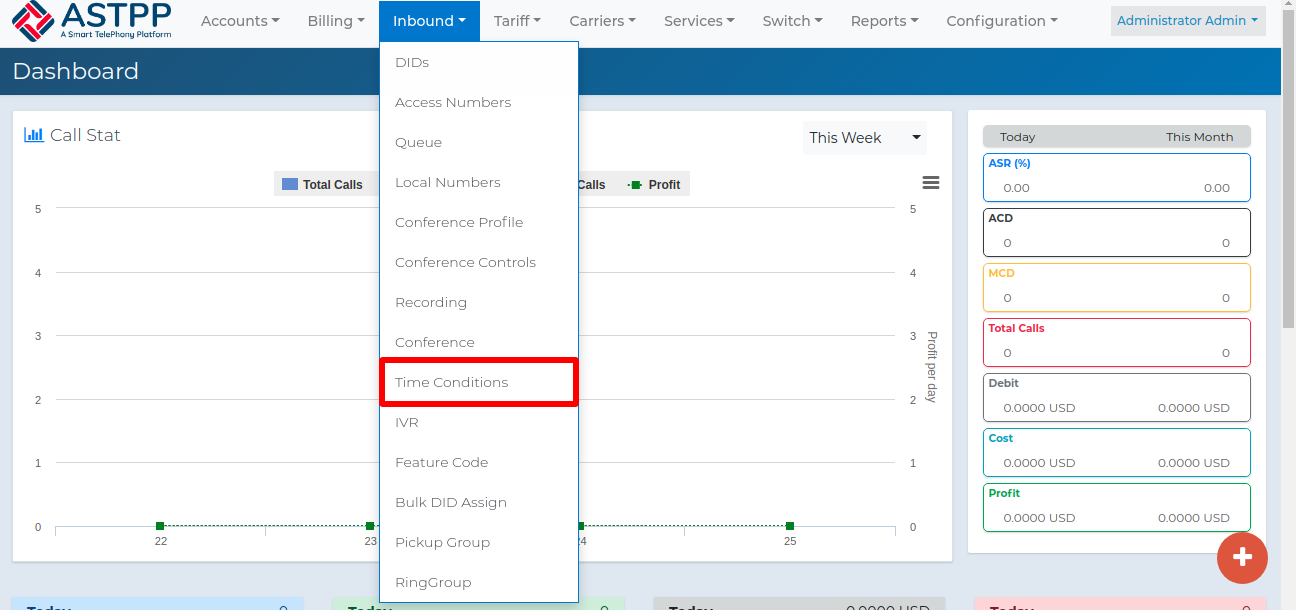 ASTPP
A Smart TelePhony Platform
Accounts
Billing
Inbound
Tariff
Carriers
Services
Switch
Reports
Configuration
Administrator Admin
Dashboard
DIDs
Access Numbers
Queue
Local Numbers
Conference Profile
Conference Controls
Recording
Conference
Time Conditions
IVR
Feature Code
Bulk DID Assign
Pickup Group
RingGroup
Call Stat
This Week
Total Calls
Calls
Profit
5
4
3
2
1
0
5
4
3
2
1
0
Profit per day
22
23
24
25
Today This Month
ASR (%)
0.00 0.00
ACD
0 0
MCD
0 0
Total Calls
0 0
Debit
0.0000 USD 0.0000 USD
Cost
0.0000 USD 0.0000 USD
Profit
0.0000 USD 0.0000 USD
Today 0
Today 0
Today 0.0000 USD
Today 0